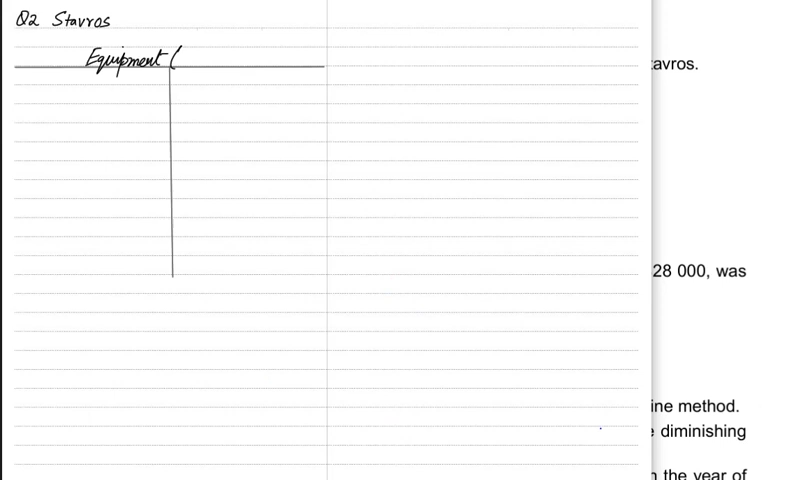 Q2 Stavros
Equipment (
avros.
28 000, was
ine method.
diminishing
the year of